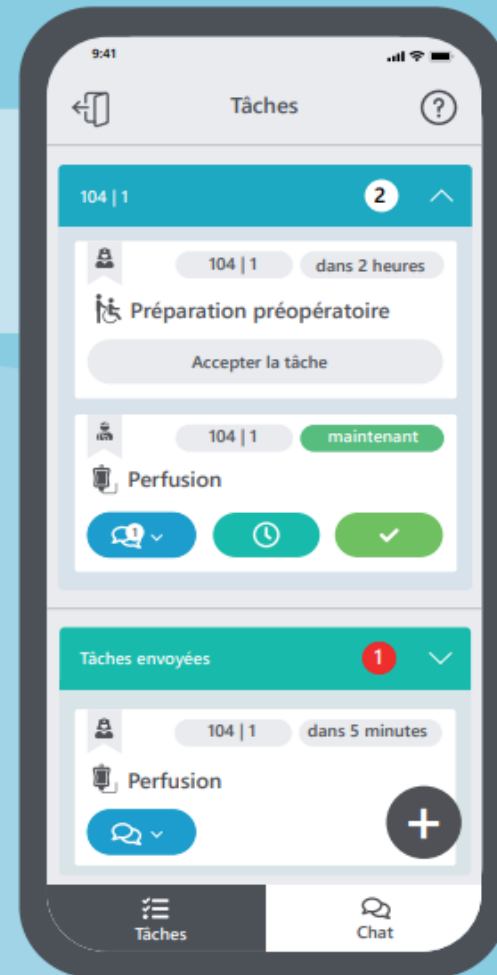 9:41
Tâches
?
104 | 1
2
104 | 1 dans 2 heures
Préparation préopératoire
Accepter la tâche
104 | 1 maintenant
Perfusion
1
Tâches envoyées
1
104 | 1 dans 5 minutes
Perfusion
+
Tâches
Chat